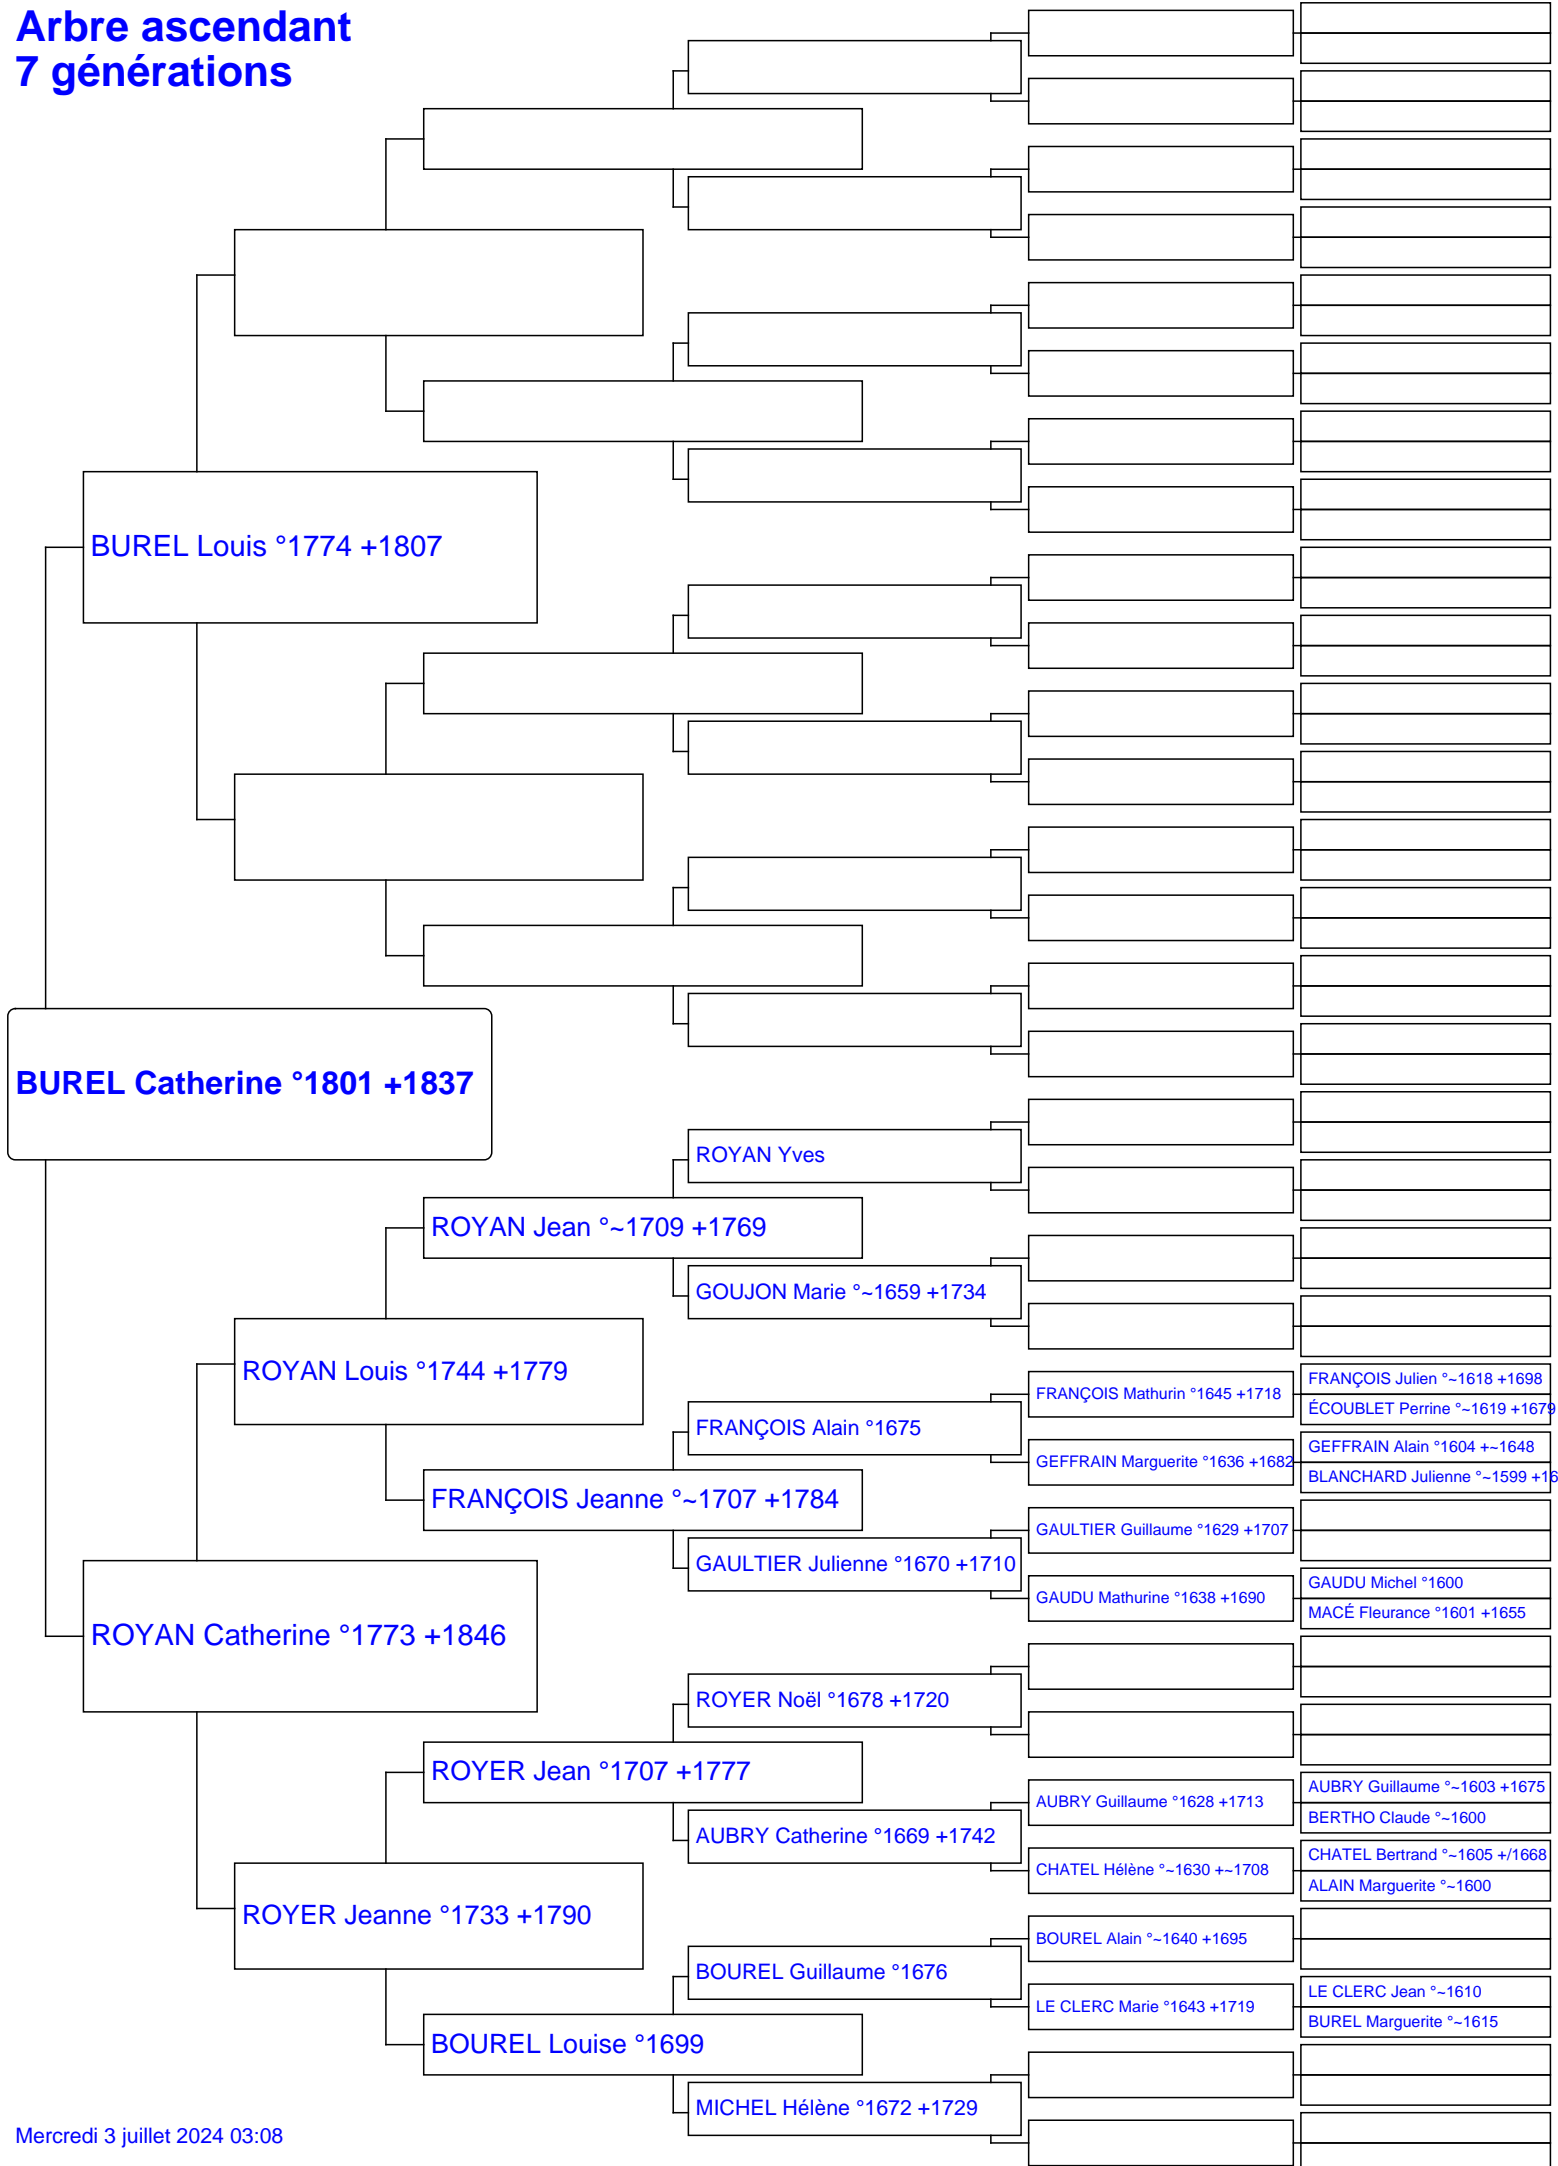 Arbre ascendant
7 générations
BUREL Louis °1774 +1807
BUREL Catherine °1801 +1837
ROYAN Yves
ROYAN Jean °~1709 +1769
GOUJON Marie °~1659 +1734
ROYAN Louis °1744 +1779
FRANÇOIS Julien °~1618 +1698
FRANÇOIS Mathurin °1645 +1718
ÉCOUBLET Perrine °~1619 +1679
FRANÇOIS Alain °1675
GEFFRAIN Alain °1604 +~1648
GEFFRAIN Marguerite °1636 +1682
BLANCHARD Julienne °~1599 +16
FRANÇOIS Jeanne °~1707 +1784
GAULTIER Guillaume °1629 +1707
GAULTIER Julienne °1670 +1710
GAUDU Michel °1600
GAUDU Mathurine °1638 +1690
MACÉ Fleurance °1601 +1655
ROYAN Catherine °1773 +1846
ROYER Noël °1678 +1720
ROYER Jean °1707 +1777
AUBRY Guillaume °~1603 +1675
AUBRY Guillaume °1628 +1713
BERTHO Claude °~1600
AUBRY Catherine °1669 +1742
CHATEL Bertrand °~1605 +/1668
CHATEL Hélène °~1630 +~1708
ALAIN Marguerite °~1600
ROYER Jeanne °1733 +1790
BOUREL Alain °~1640 +1695
BOUREL Guillaume °1676
LE CLERC Jean °~1610
LE CLERC Marie °1643 +1719
BUREL Marguerite °~1615
BOUREL Louise °1699
MICHEL Hélène °1672 +1729
Mercredi 3 juillet 2024 03:08